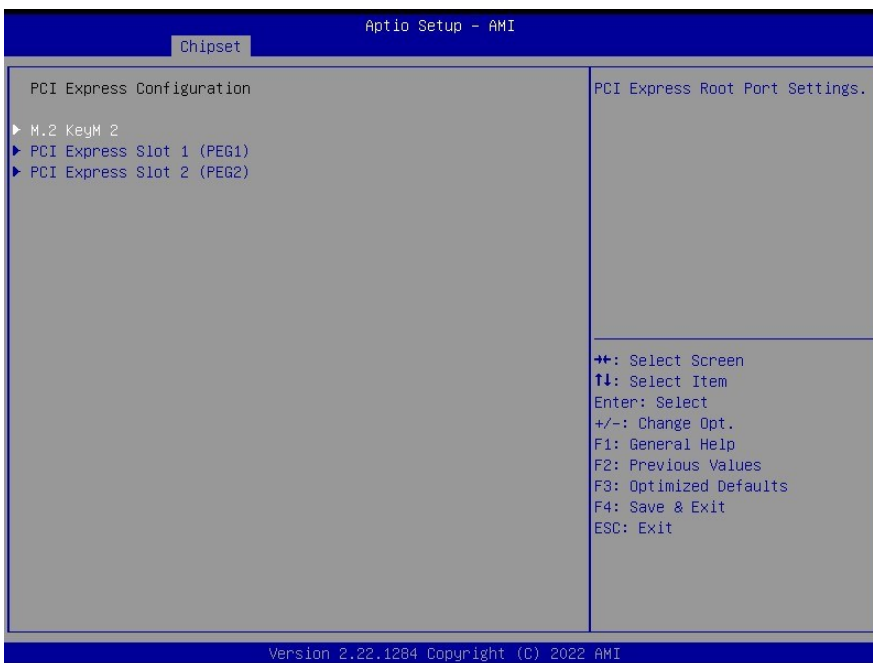 Aptio Setup - AMI
Chipset
PCI Express Configuration
M.2 KeyM 2
PCI Express Slot 1 (PEG1)
PCI Express Slot 2 (PEG2)
PCI Express Root Port Settings.
→←: Select Screen
↑↓: Select Item
Enter: Select
+/-: Change Opt.
F1: General Help
F2: Previous Values
F3: Optimized Defaults
F4: Save & Exit
ESC: Exit
Version 2.22.1284 Copyright (C) 2022 AMI